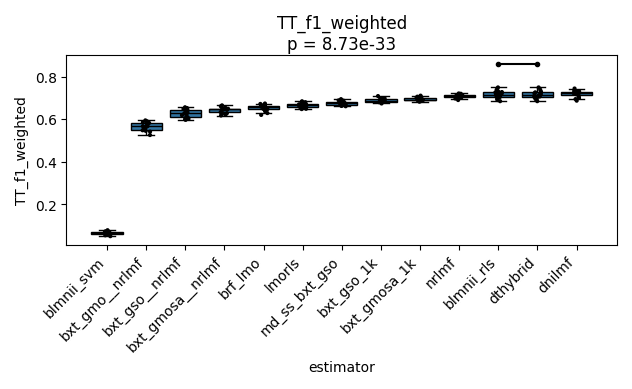 TT_f1_weighted
p = 8.73e-33
TT_f1_weighted
0.8
0.6
0.4
0.2
blmnii_svm
bxt_gmo__nrlmf
bxt_gso__nrlmf
bxt_gmosa__nrlmf
brf_lmo
lmorls
md_ss_bxt_gso
bxt_gso_1k
bxt_gmosa_1k
nrlmf
blmnii_rls
dthybrid
dnilmf
estimator